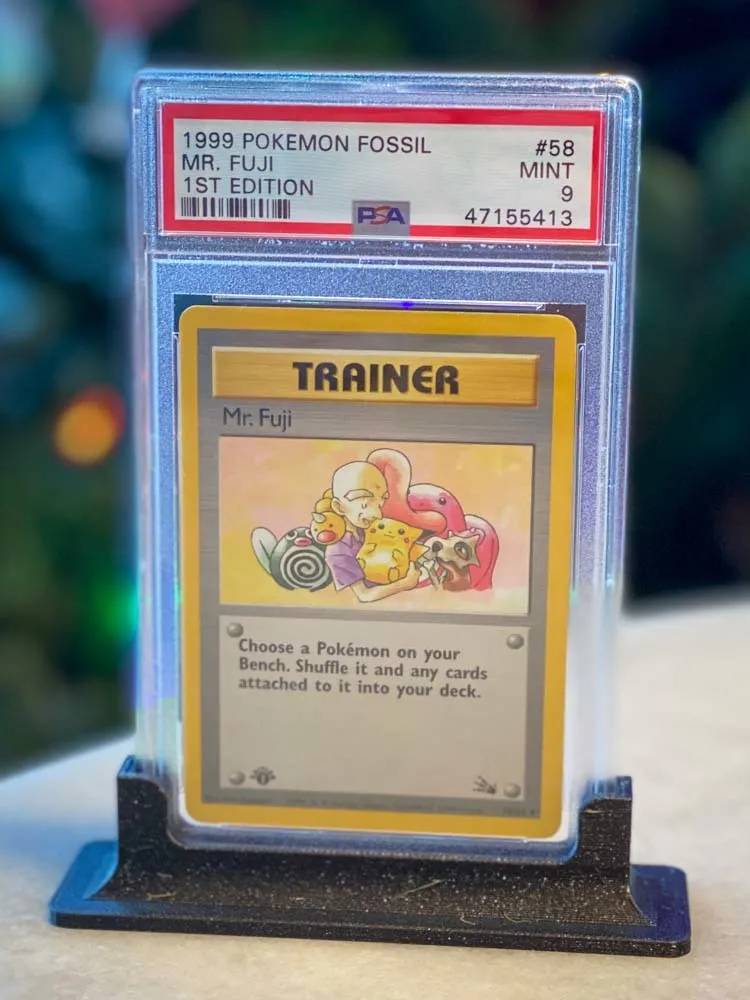 1999 POKEMON FOSSIL #58
MR. FUJI MINT
1ST EDITION 9
PSA 47155413
TRAINER
Mr. Fuji
Choose a Pokémon on your
Bench. Shuffle it and any cards
attached to it into your deck.